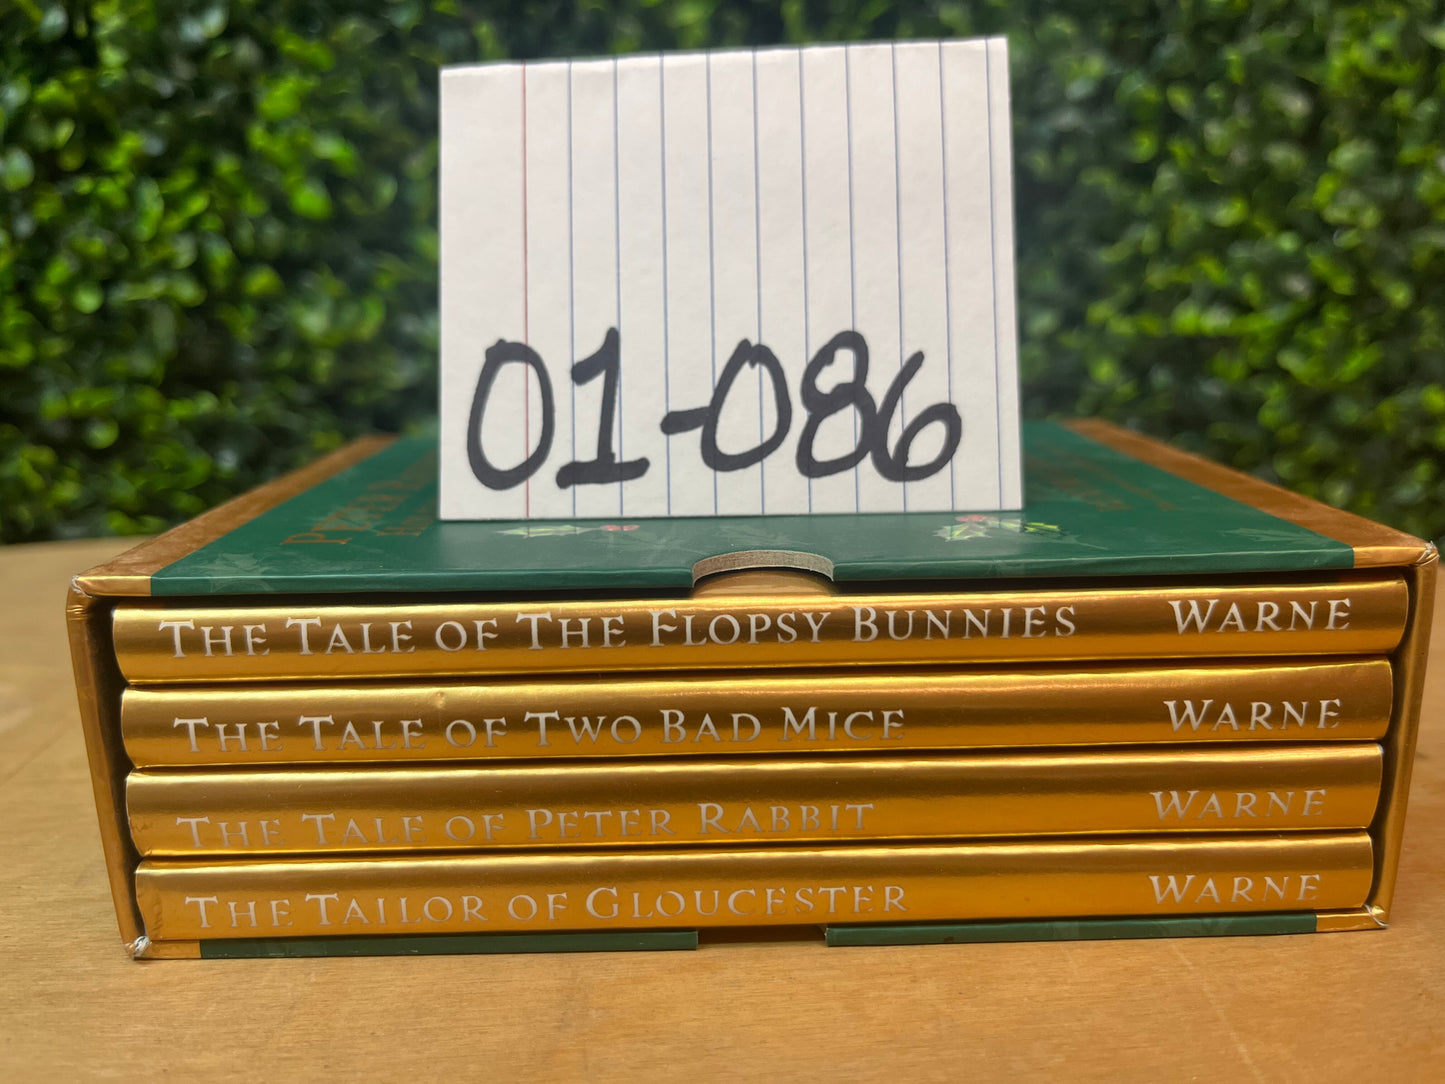 01-086
THE TALE OF THE FLOPSY BUNNIES WARNE
THE TALE OF TWO BAD MICE WARNE
THE TALE OF PETER RABBIT WARNE
THE TAILOR OF GLOUCESTER WARNE